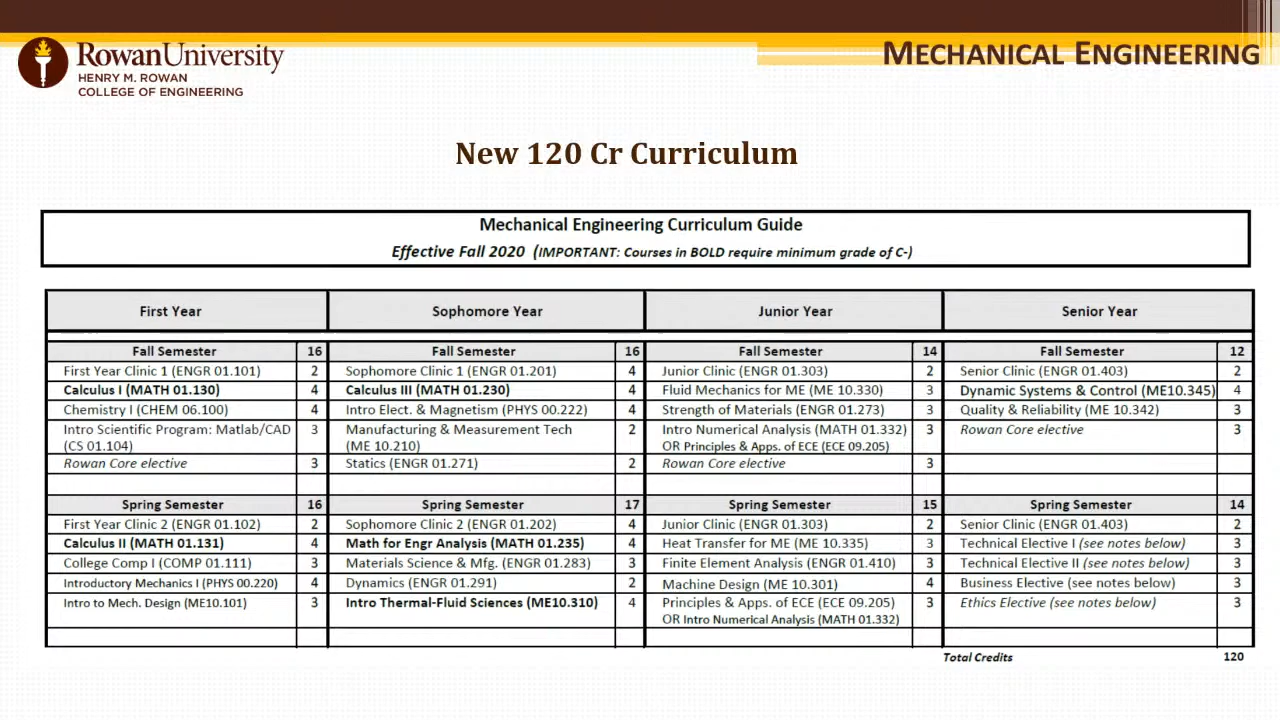 RowanUniversity
HENRY M. ROWAN
COLLEGE OF ENGINEERING
MECHANICAL ENGINEERING
New 120 Cr Curriculum
Mechanical Engineering Curriculum Guide
Effective Fall 2020 (IMPORTANT: Courses in BOLD require minimum grade of C-)
First Year Sophomore Year Junior Year Senior Year
Fall Semester 16 Fall Semester 16 Fall Semester 14 Fall Semester 12
First Year Clinic 1 (ENGR 01.101) 2 Sophomore Clinic 1 (ENGR 01.201) 4 Junior Clinic (ENGR 01.303) 2 Senior Clinic (ENGR 01.403) 2
Calculus I (MATH 01.130) 4 Calculus III (MATH 01.230) 4 Fluid Mechanics for ME (ME 10.330) 3 Dynamic Systems & Control (ME10.345) 4
Chemistry I (CHEM 06.100) 4 Intro Elect. & Magnetism (PHYS 00.222) 4 Strength of Materials (ENGR 01.273) 3 Quality & Reliability (ME 10.342) 3
Intro Scientific Program: Matlab/CAD 3 Manufacturing & Measurement Tech 2 Intro Numerical Analysis (MATH 01.332) 3 Rowan Core elective 3
(CS 01.104) (ME 10.210) OR Principles & Apps. of ECE (ECE 09.205)
Rowan Core elective 3 Statics (ENGR 01.271) 2 Rowan Core elective 3
Spring Semester 16 Spring Semester 17 Spring Semester 15 Spring Semester 14
First Year Clinic 2 (ENGR 01.102) 2 Sophomore Clinic 2 (ENGR 01.202) 4 Junior Clinic (ENGR 01.303) 2 Senior Clinic (ENGR 01.403) 2
Calculus II (MATH 01.131) 4 Math for Engr Analysis (MATH 01.235) 4 Heat Transfer for ME (ME 10.335) 3 Technical Elective I (see notes below) 3
College Comp I (COMP 01.111) 3 Materials Science & Mfg. (ENGR 01.283) 3 Finite Element Analysis (ENGR 01.410) 3 Technical Elective II (see notes below) 3
Introductory Mechanics I (PHYS 00.220) 4 Dynamics (ENGR 01.291) 2 Machine Design (ME 10.301) 4 Business Elective (see notes below) 3
Intro to Mech. Design (ME10.101) 3 Intro Thermal-Fluid Sciences (ME10.310) 4 Principles & Apps. of ECE (ECE 09.205) 3 Ethics Elective (see notes below) 3
OR Intro Numerical Analysis (MATH 01.332)
Total Credits 120